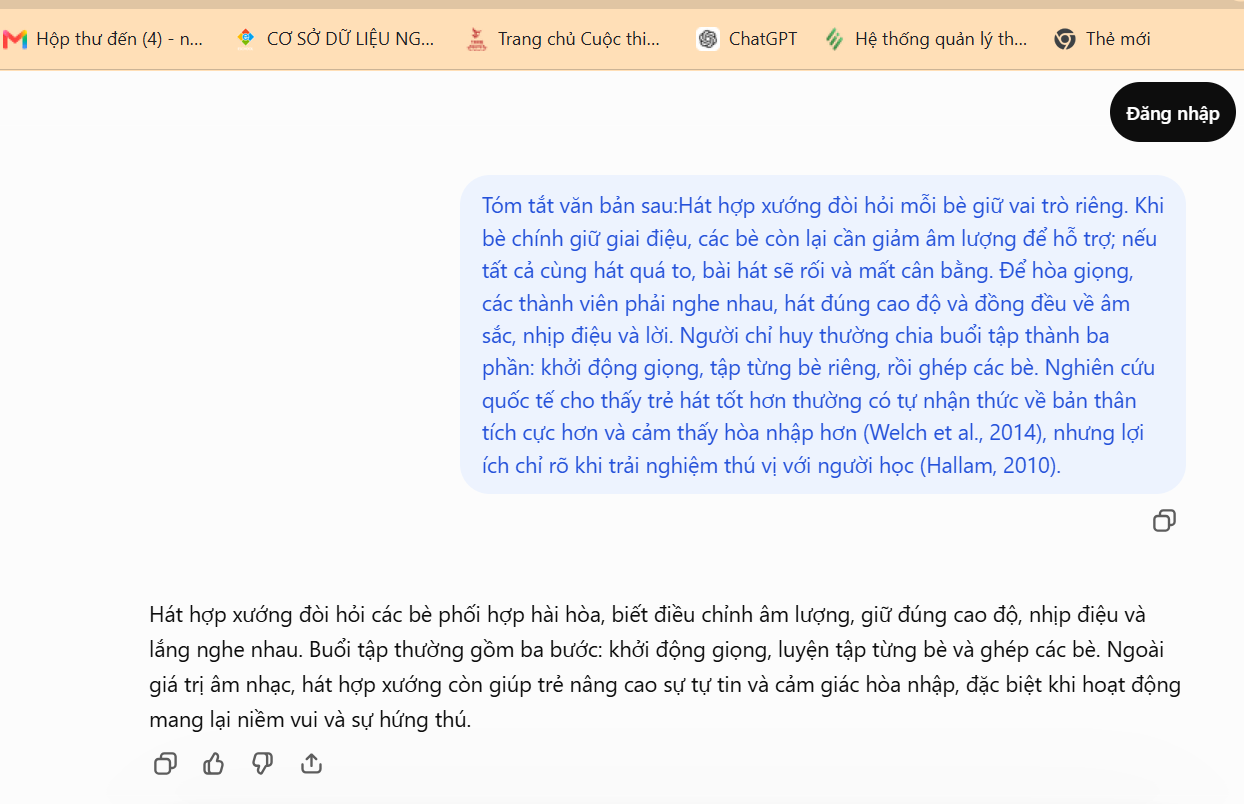 Hộp thư đến (4) - n... CƠ SỞ DỮ LIỆU NG... Trang chủ Cuộc thi... ChatGPT Hệ thống quản lý th... Thẻ mới
Đăng nhập
Tóm tắt văn bản sau:Hát hợp xướng đòi hỏi mỗi bè giữ vai trò riêng. Khi
bè chính giữ giai điệu, các bè còn lại cần giảm âm lượng để hỗ trợ; nếu
tất cả cùng hát quá to, bài hát sẽ rối và mất cân bằng. Để hòa giọng,
các thành viên phải nghe nhau, hát đúng cao độ và đồng đều về âm
sắc, nhịp điệu và lời. Người chỉ huy thường chia buổi tập thành ba
phần: khởi động giọng, tập từng bè riêng, rồi ghép các bè. Nghiên cứu
quốc tế cho thấy trẻ hát tốt hơn thường có tự nhận thức về bản thân
tích cực hơn và cảm thấy hòa nhập hơn (Welch et al., 2014), nhưng lợi
ích chỉ rõ khi trải nghiệm thú vị với người học (Hallam, 2010).
Hát hợp xướng đòi hỏi các bè phối hợp hài hòa, biết điều chỉnh âm lượng, giữ đúng cao độ, nhịp điệu và
lắng nghe nhau. Buổi tập thường gồm ba bước: khởi động giọng, luyện tập từng bè và ghép các bè. Ngoài
giá trị âm nhạc, hát hợp xướng còn giúp trẻ nâng cao sự tự tin và cảm giác hòa nhập, đặc biệt khi hoạt động
mang lại niềm vui và sự hứng thú.